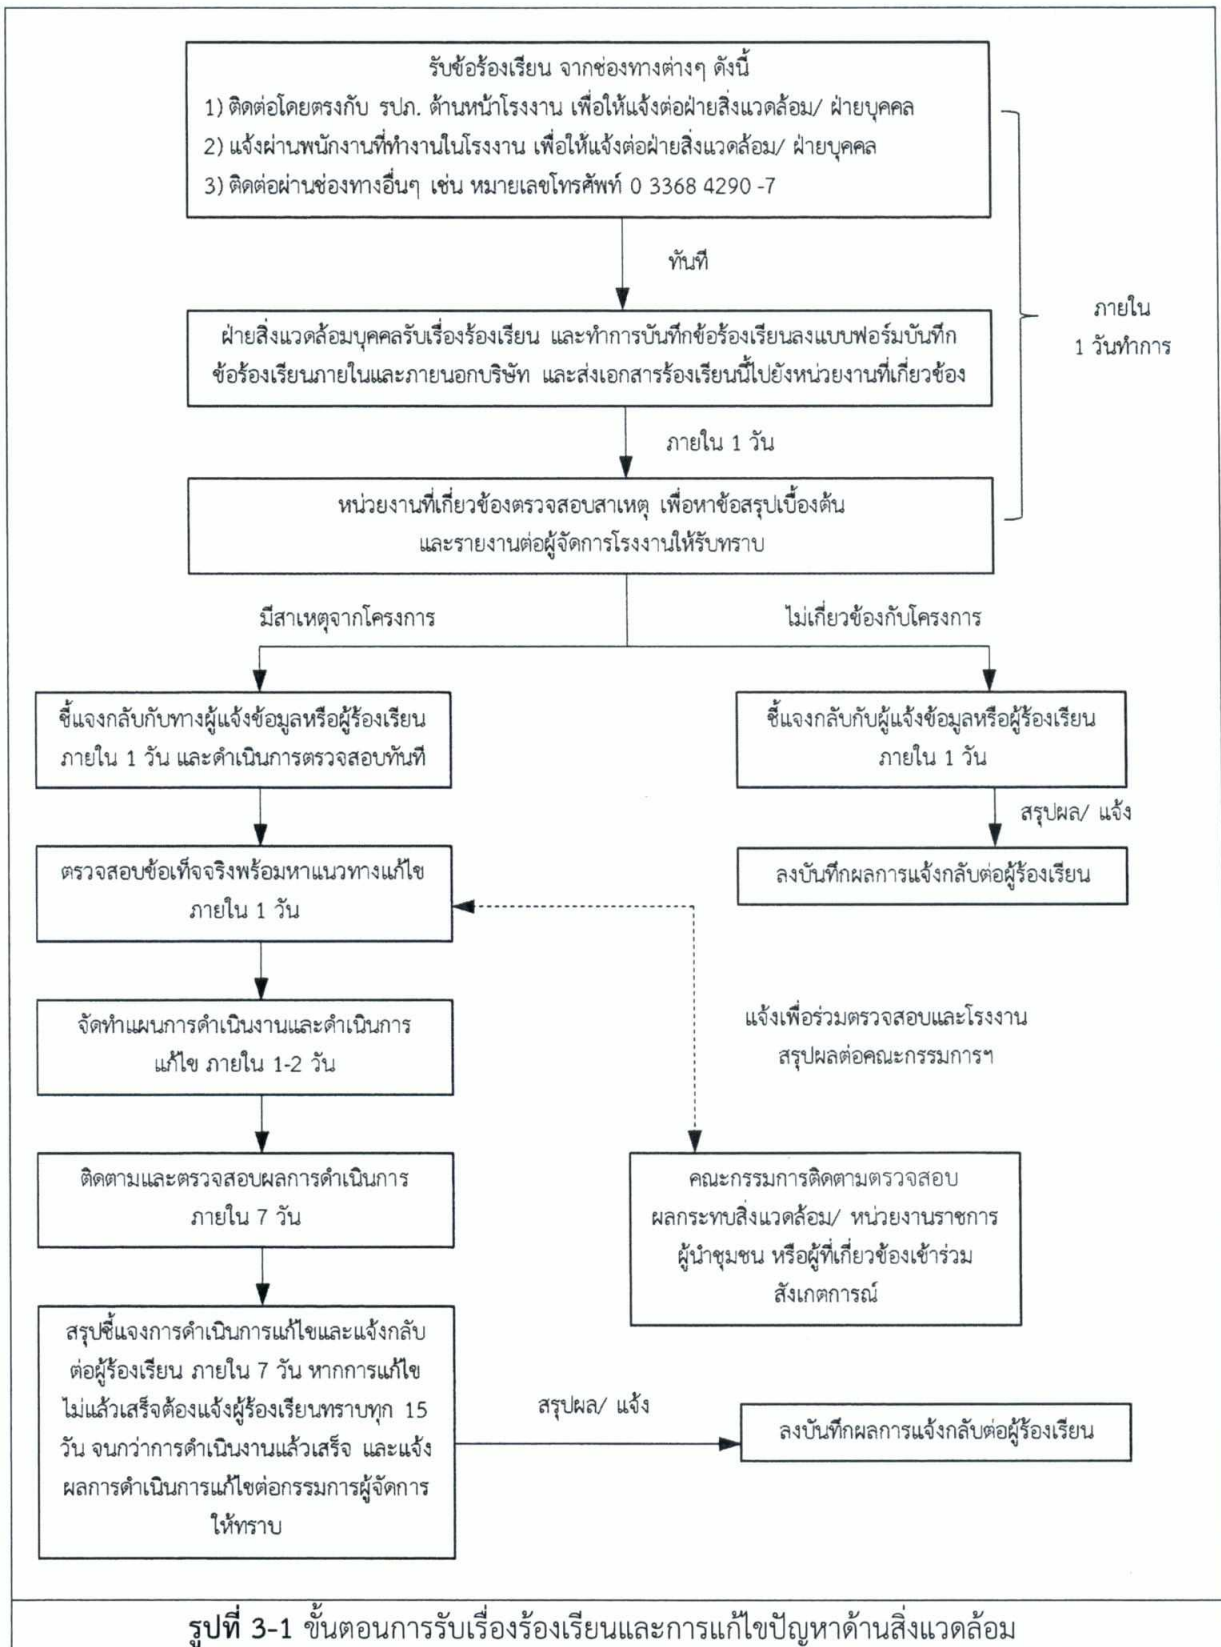 รับข้อร้องเรียน จากช่องทางต่างๆ ดังนี้
1) ติดต่อโดยตรงกับ รปภ. ด้านหน้าโรงงาน เพื่อให้แจ้งต่อฝ่ายสิ่งแวดล้อม/ ฝ่ายบุคคล
2) แจ้งผ่านพนักงานที่ทำงานในโรงงาน เพื่อให้แจ้งต่อฝ่ายสิ่งแวดล้อม/ ฝ่ายบุคคล
3) ติดต่อผ่านช่องทางอื่นๆ เช่น หมายเลขโทรศัพท์ 0 3368 4290 -7
ทันที
ภายใน
1 วันทำการ
ฝ่ายสิ่งแวดล้อมบุคคลรับเรื่องร้องเรียน และทำการบันทึกข้อร้องเรียนลงแบบฟอร์มบันทึก
ข้อร้องเรียนภายในและภายนอกบริษัท และส่งเอกสารร้องเรียนนี้ไปยังหน่วยงานที่เกี่ยวข้อง
ภายใน 1 วัน
หน่วยงานที่เกี่ยวข้องตรวจสอบสาเหตุ เพื่อหาข้อสรุปเบื้องต้น
และรายงานต่อผู้จัดการโรงงานให้รับทราบ
มีสาเหตุจากโครงการ
ไม่เกี่ยวข้องกับโครงการ
ชี้แจงกลับกับทางผู้แจ้งข้อมูลหรือผู้ร้องเรียน
ภายใน 1 วัน และดำเนินการตรวจสอบทันที
ชี้แจงกลับกับผู้แจ้งข้อมูลหรือผู้ร้องเรียน
ภายใน 1 วัน
สรุปผล/ แจ้ง
ลงบันทึกผลการแจ้งกลับต่อผู้ร้องเรียน
ตรวจสอบข้อเท็จจริงพร้อมหาแนวทางแก้ไข
ภายใน 1 วัน
จัดทำแผนการดำเนินงานและดำเนินการ
แก้ไข ภายใน 1-2 วัน
แจ้งเพื่อร่วมตรวจสอบและโรงงาน
สรุปผลต่อคณะกรรมการฯ
ติดตามและตรวจสอบผลการดำเนินการ
ภายใน 7 วัน
คณะกรรมการติดตามตรวจสอบ
ผลกระทบสิ่งแวดล้อม/ หน่วยงานราชการ
ผู้นำชุมชน หรือผู้ที่เกี่ยวข้องเข้าร่วม
สังเกตการณ์
สรุปชี้แจงการดำเนินการแก้ไขและแจ้งกลับ
ต่อผู้ร้องเรียน ภายใน 7 วัน หากการแก้ไข
ไม่แล้วเสร็จต้องแจ้งผู้ร้องเรียนทราบทุก 15
วัน จนกว่าการดำเนินงานแล้วเสร็จ และแจ้ง
ผลการดำเนินการแก้ไขต่อกรรมการผู้จัดการ
ให้ทราบ
สรุปผล/ แจ้ง
ลงบันทึกผลการแจ้งกลับต่อผู้ร้องเรียน
รูปที่ 3-1 ขั้นตอนการรับเรื่องร้องเรียนและการแก้ไขปัญหาด้านสิ่งแวดล้อม